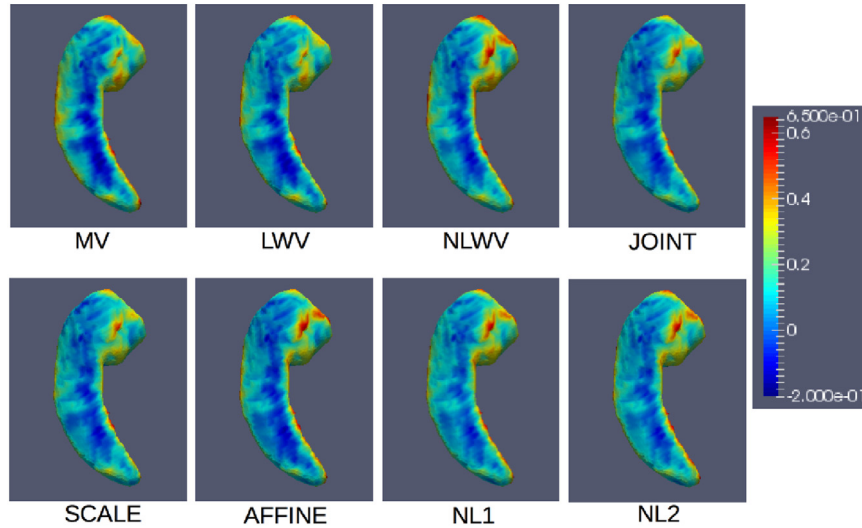 MV LWV NLWV JOINT
6.500e-01
0.6
0.4
0.2
0
-2.000e-01
SCALE AFFINE NL1 NL2